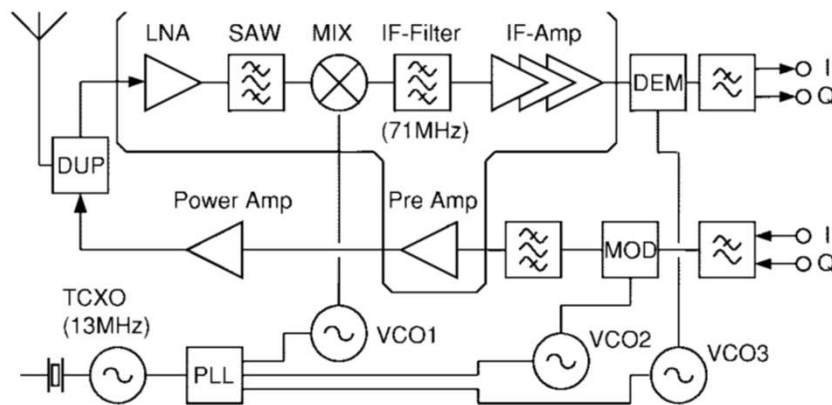 LNA SAW MIX IF-Filter IF-Amp
DEM I
Q
(71MHz)
DUP
Power Amp Pre Amp
MOD I
Q
TCXO
(13MHz)
VCO1 VCO2 VCO3
PLL